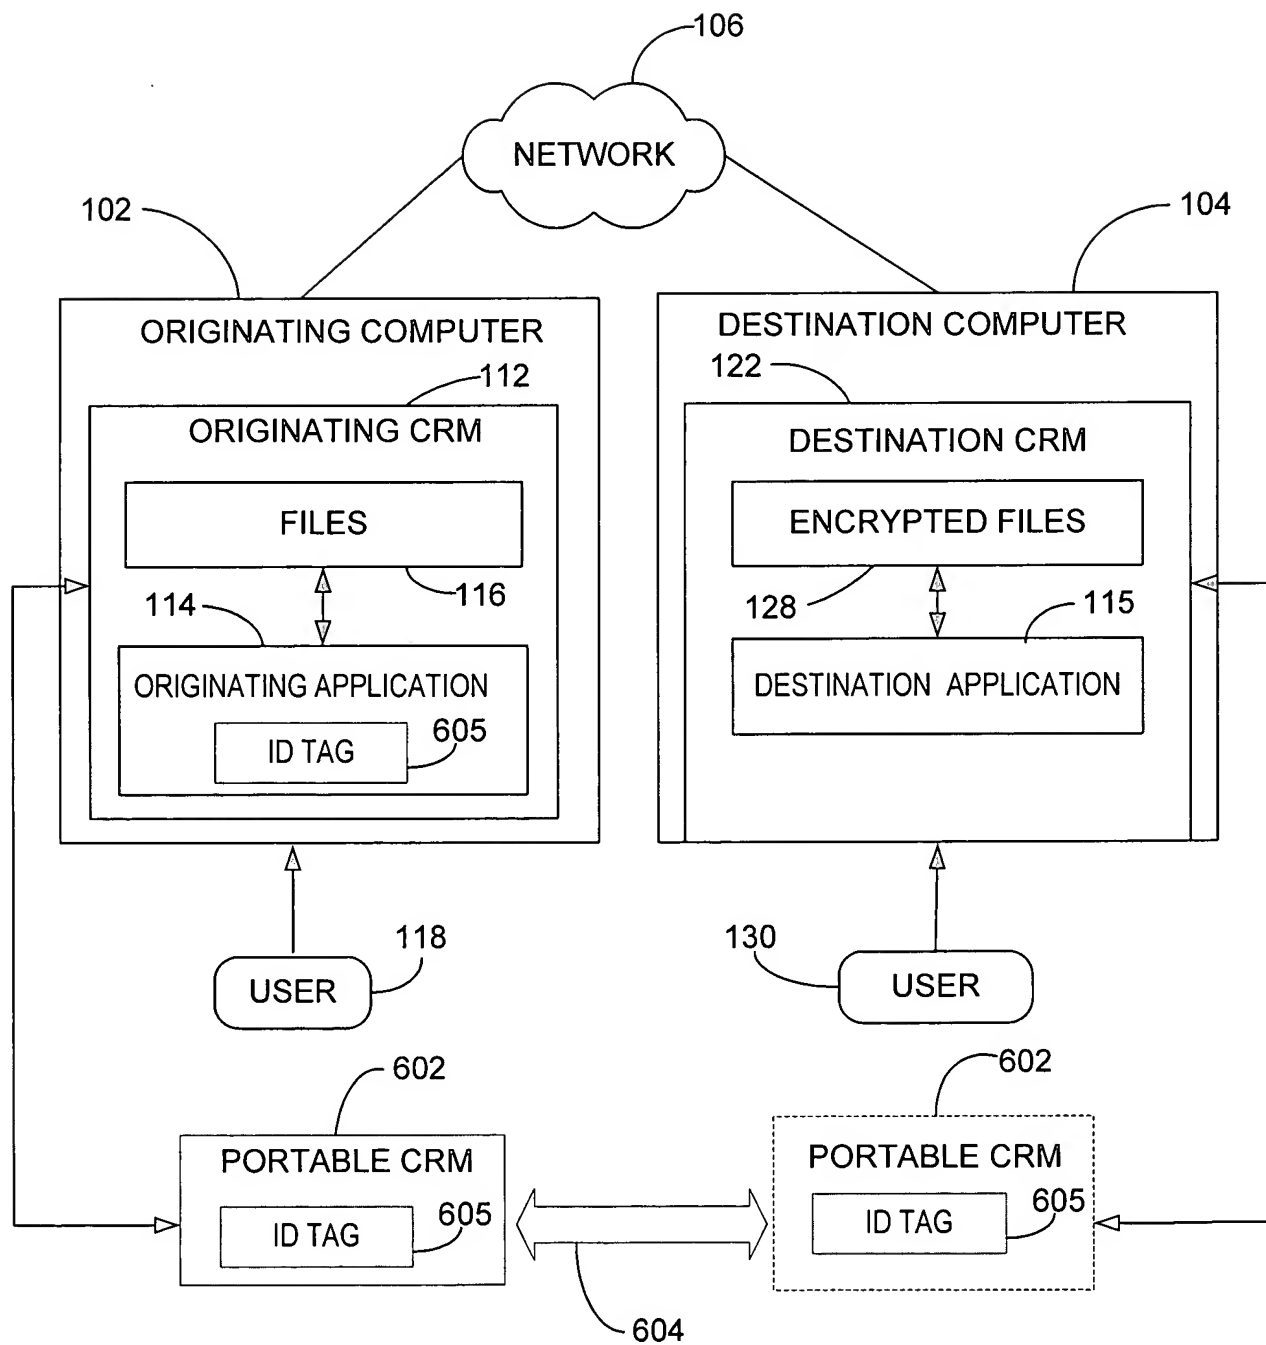 106
NETWORK
102
104
ORIGINATING COMPUTER
DESTINATION COMPUTER
112
122
ORIGINATING CRM
DESTINATION CRM
FILES
ENCRYPTED FILES
116
128
114
115
ORIGINATING APPLICATION
DESTINATION APPLICATION
ID TAG
605
118
130
USER
USER
602
602
PORTABLE CRM
PORTABLE CRM
ID TAG
605
ID TAG
605
604